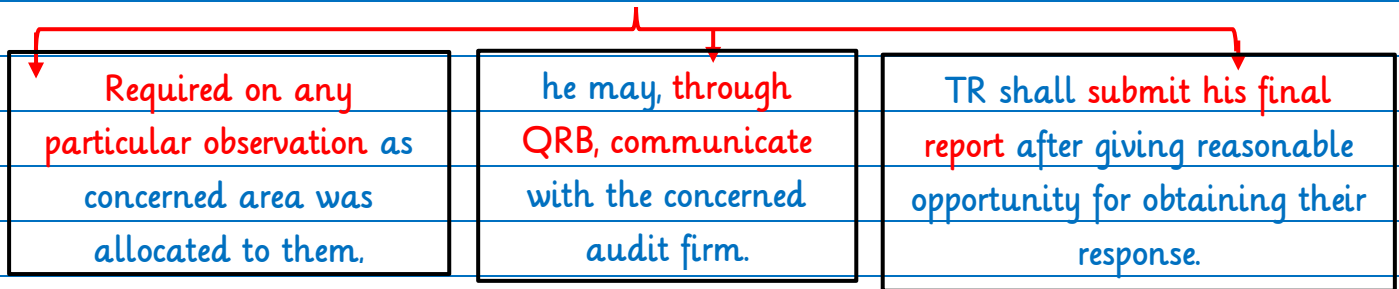 Required on any
particular observation as
concerned area was
allocated to them,
he may, through
QRB, communicate
with the concerned
audit firm.
TR shall submit his final
report after giving reasonable
opportunity for obtaining their
response.